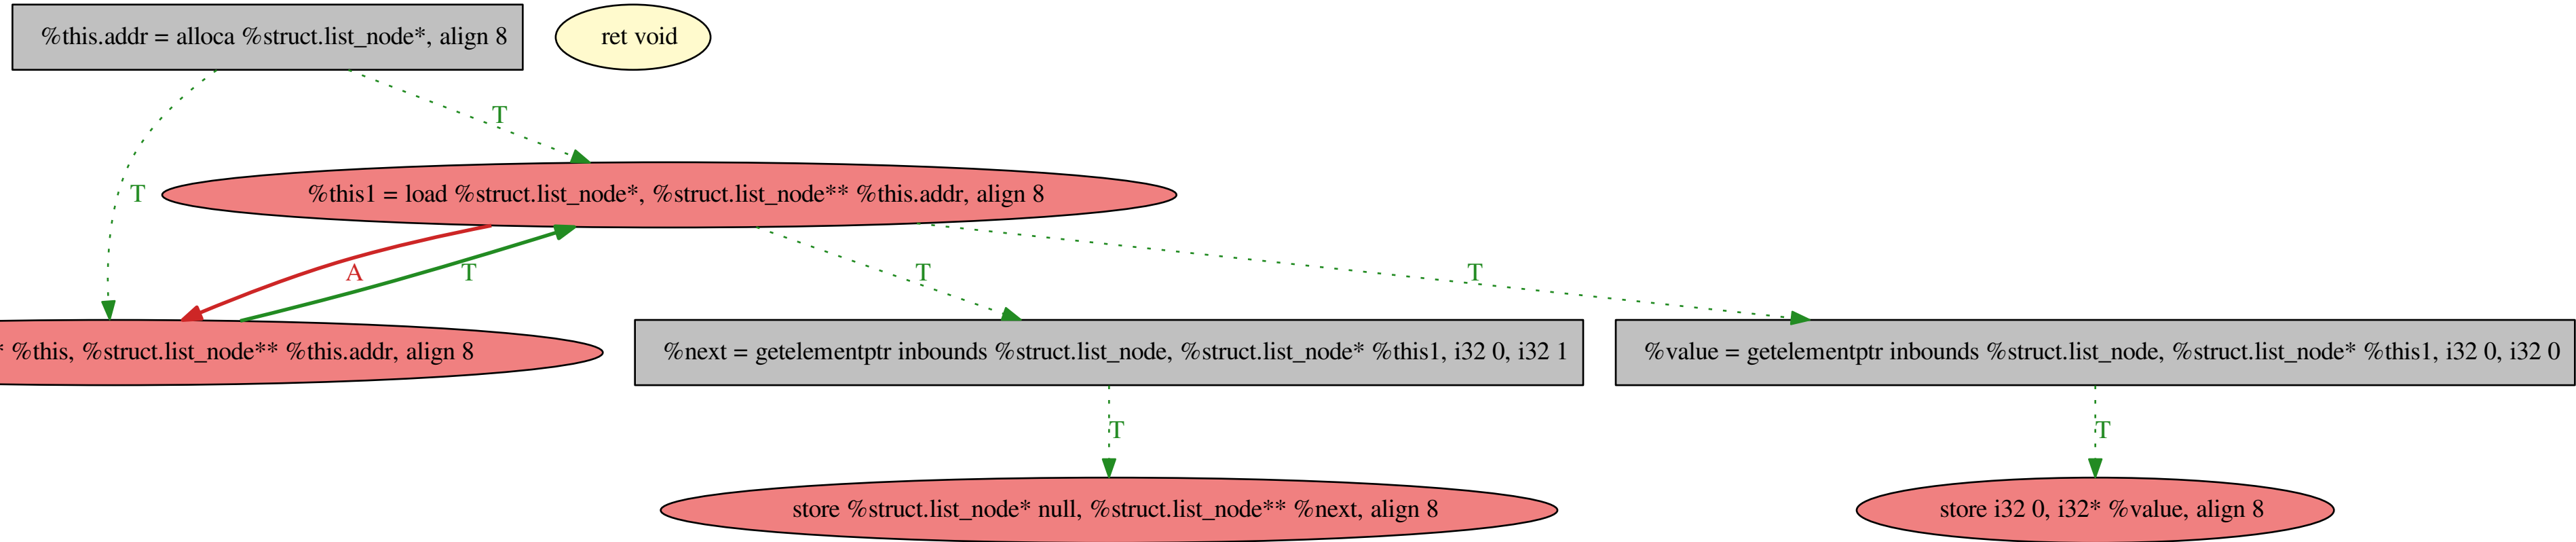 %this.addr = alloca %struct.list_node*, align 8
ret void
T
T
%this1 = load %struct.list_node*, %struct.list_node** %this.addr, align 8
A
T
T
T
* %this, %struct.list_node** %this.addr, align 8
%next = getelementptr inbounds %struct.list_node, %struct.list_node* %this1, i32 0, i32 1
%value = getelementptr inbounds %struct.list_node, %struct.list_node* %this1, i32 0, i32 0
T
T
store %struct.list_node* null, %struct.list_node** %next, align 8
store i32 0, i32* %value, align 8